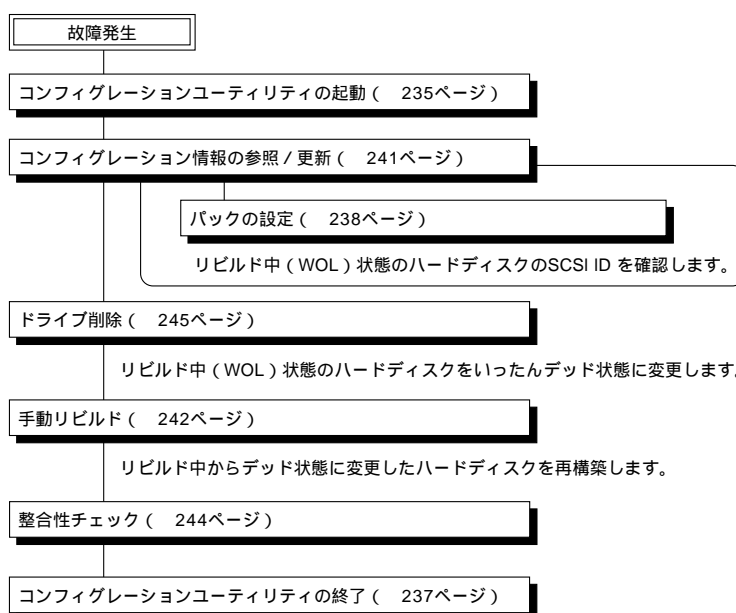 故障発生
コンフィグレーションユーティリティの起動（　235ページ）
コンフィグレーション情報の参照／更新（　241ページ）
パックの設定（　238ページ）
リビルド中（WOL）状態のハードディスクのSCSI ID を確認します。
ドライブ削除（　245ページ）
リビルド中（WOL）状態のハードディスクをいったんデッド状態に変更します。
手動リビルド（　242ページ）
リビルド中からデッド状態に変更したハードディスクを再構築します。
整合性チェック（　244ページ）
コンフィグレーションユーティリティの終了（　237ページ）